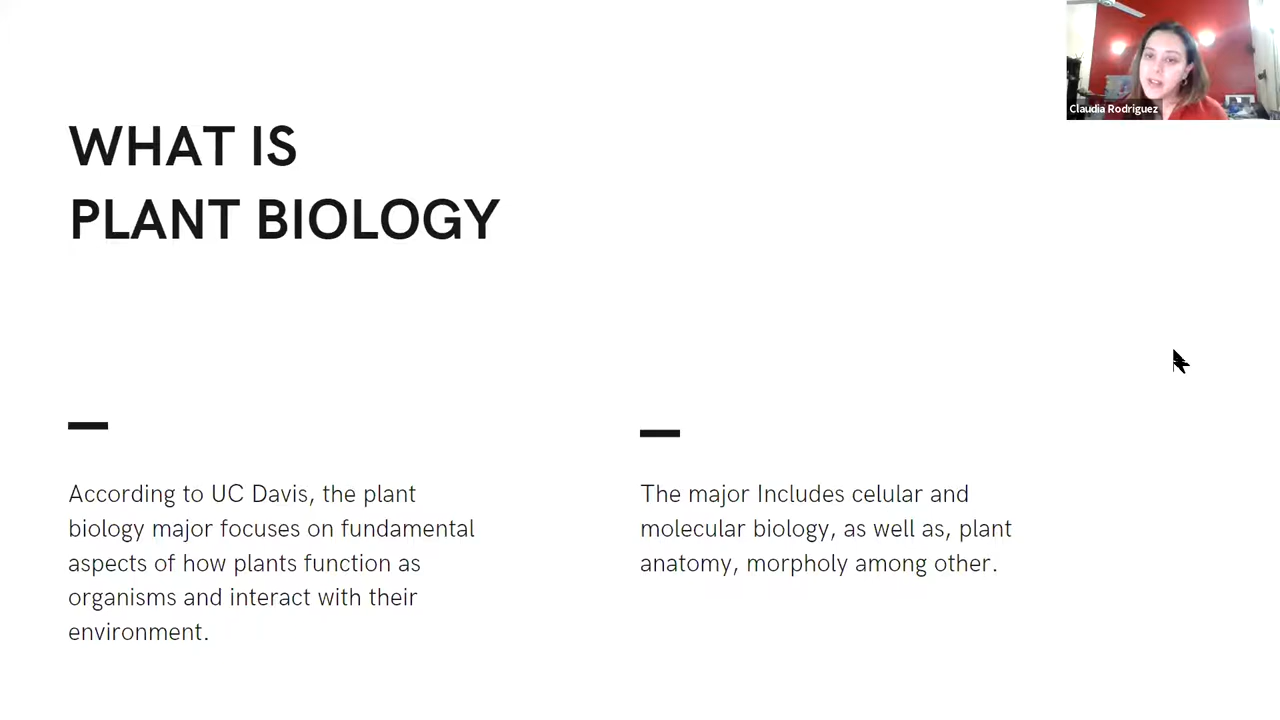 Claudia Rodriguez
WHAT IS
PLANT BIOLOGY
According to UC Davis, the plant
biology major focuses on fundamental
aspects of how plants function as
organisms and interact with their
environment.
The major Includes celular and
molecular biology, as well as, plant
anatomy, morpholy among other.